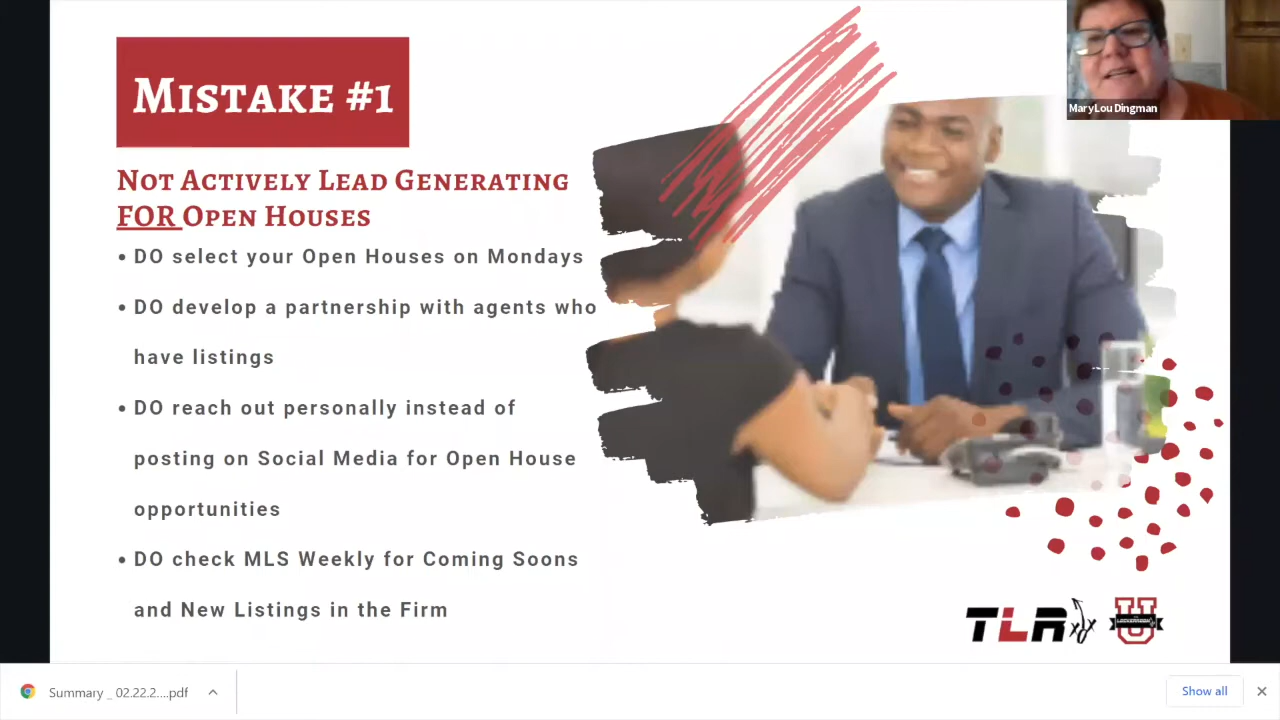 MISTAKE #1
MaryLou Dingman
NOT ACTIVELY LEAD GENERATING
FOR OPEN HOUSES
• DO select your Open Houses on Mondays
• DO develop a partnership with agents who
have listings
• DO reach out personally instead of
posting on Social Media for Open House
opportunities
• DO check MLS Weekly for Coming Soons
and New Listings in the Firm
TLR
U
Summary _ 02.22.2....pdf
Show all